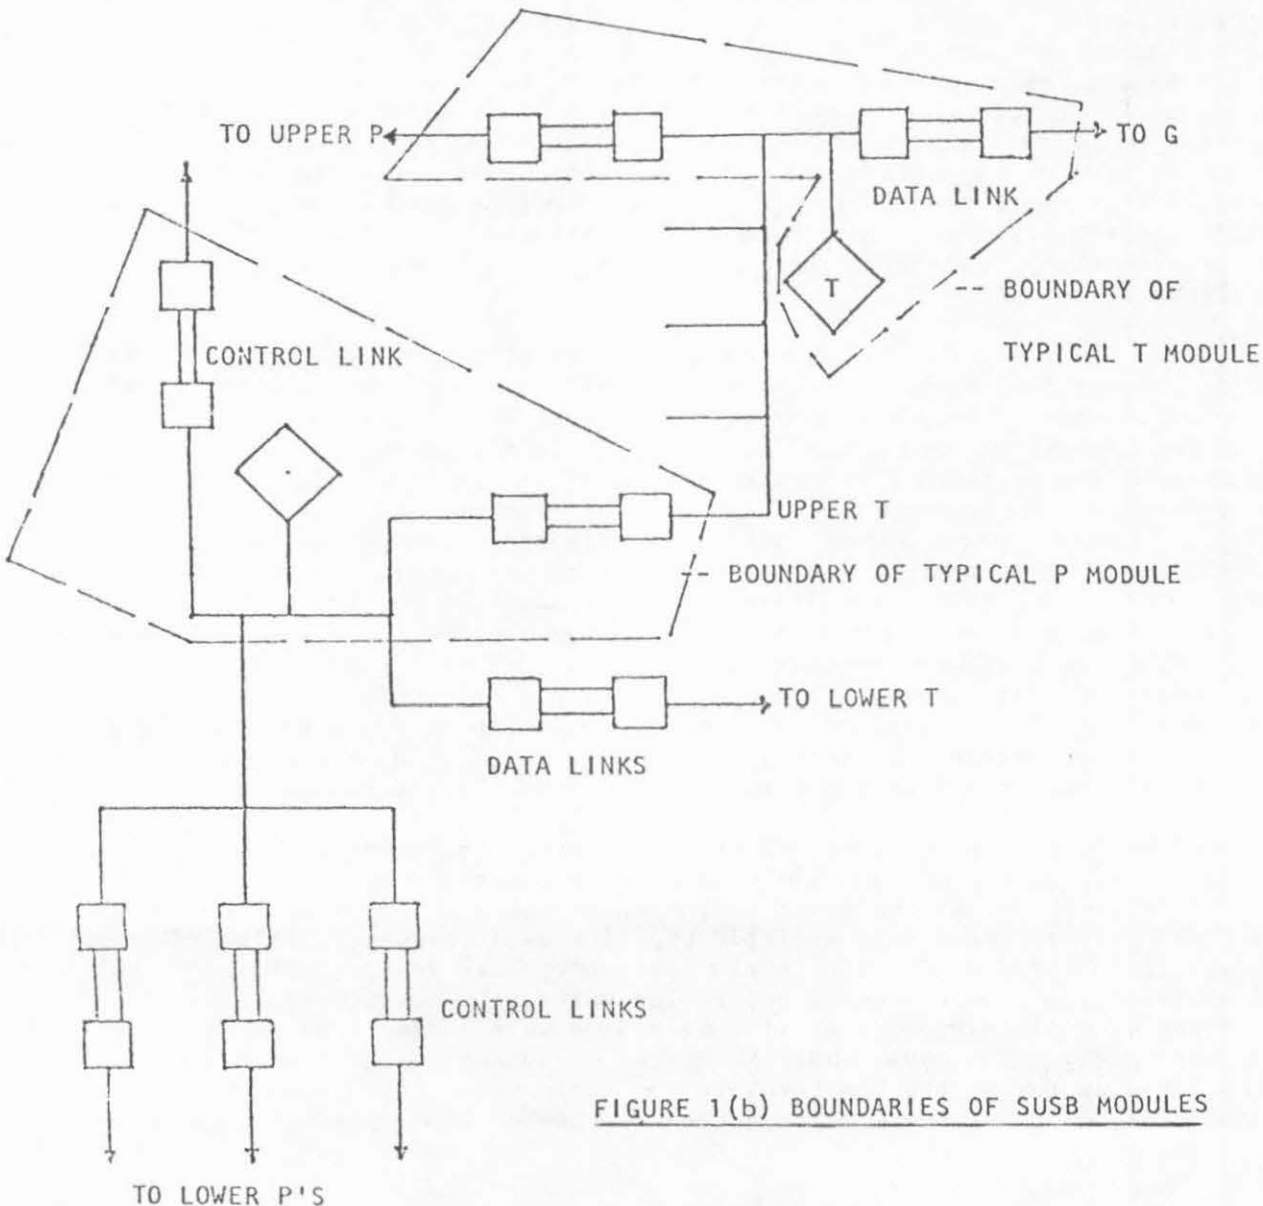 TO UPPER P
TO G
DATA LINK
T
-- BOUNDARY OF
TYPICAL T MODULE
CONTROL LINK
UPPER T
-- BOUNDARY OF TYPICAL P MODULE
TO LOWER T
DATA LINKS
CONTROL LINKS
FIGURE 1(b) BOUNDARIES OF SUSB MODULES
TO LOWER P'S